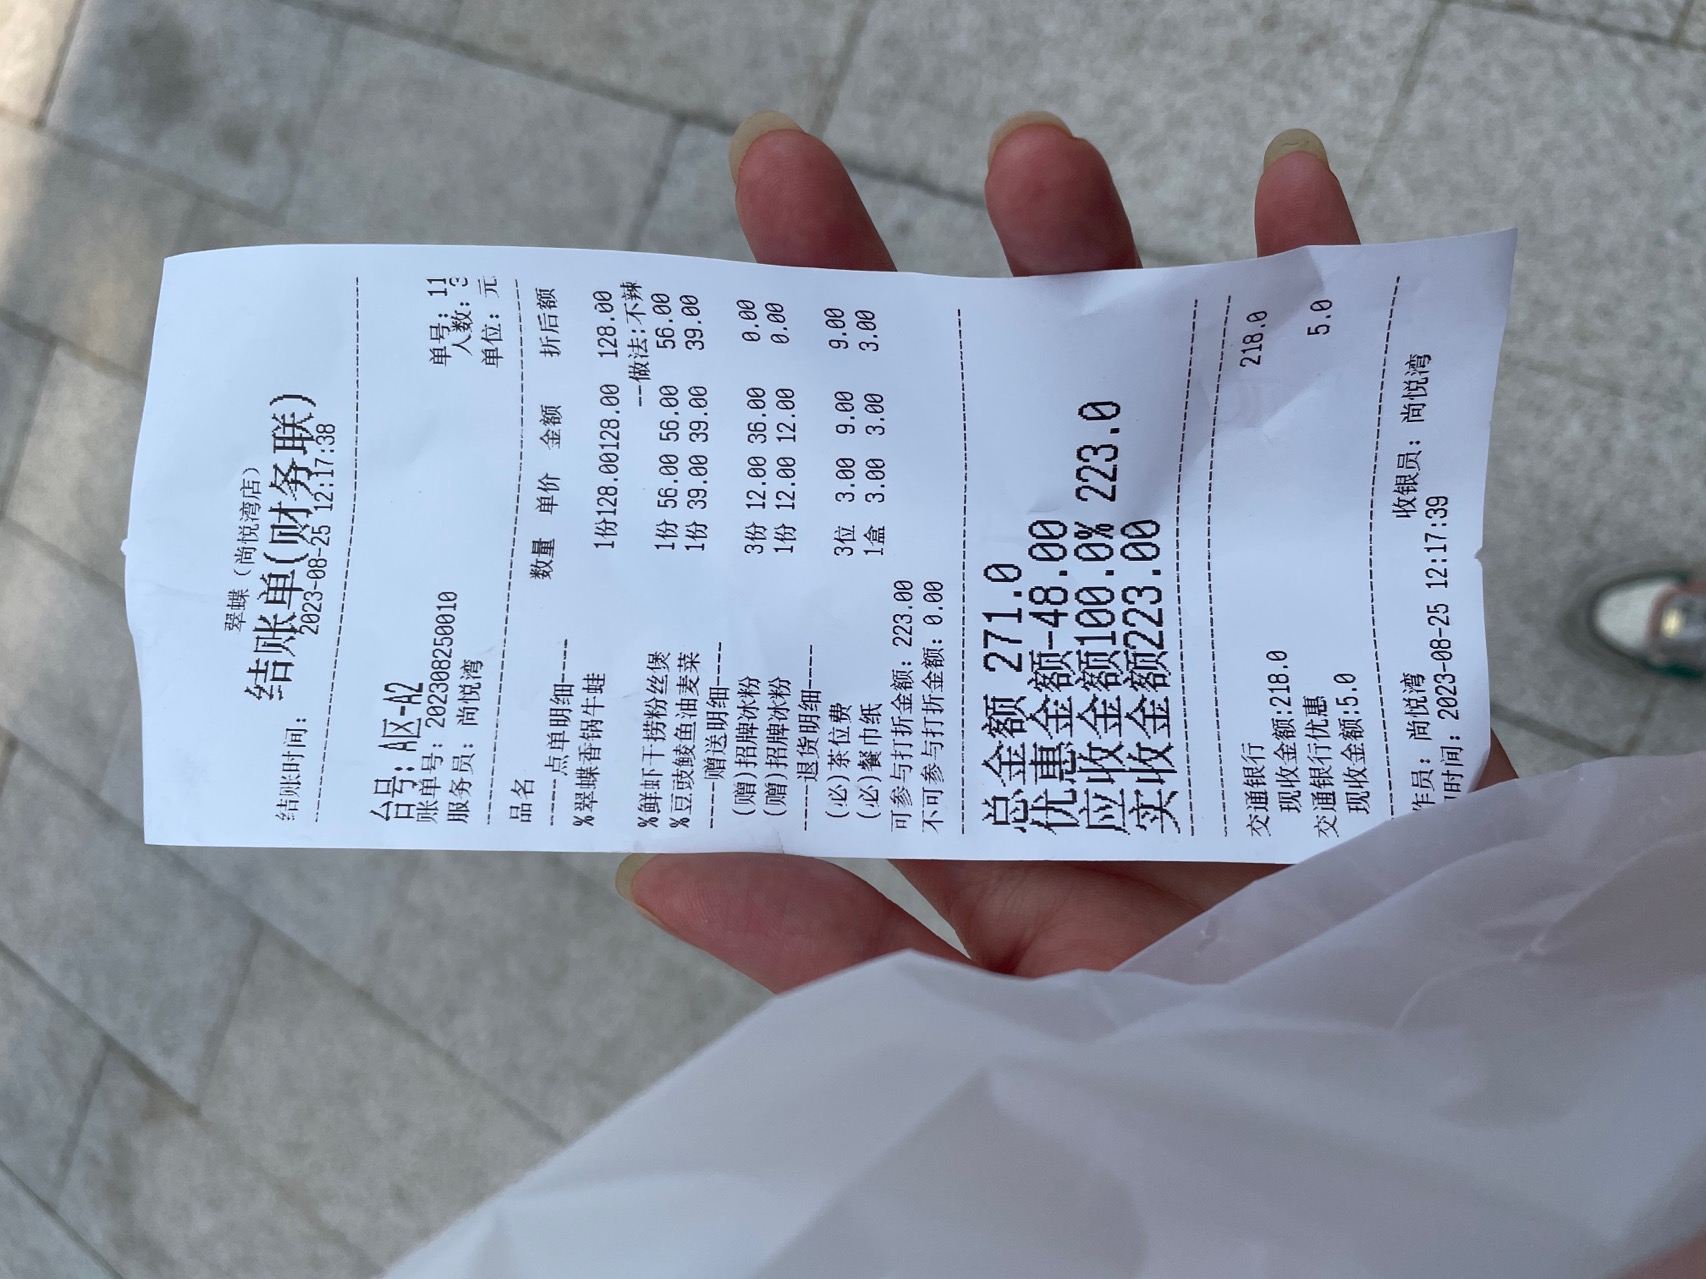 翠蝶（尚悦湾店）
结账单(财务联)
结账时间： 2023-08-25 12:17:38
台号：A区-A2
账单号：202308250010 单号：11
服务员：尚悦湾 人数：3
单位：元
品名 数量 单价 金额 折后额
----点单明细----
%翠蝶香锅牛蛙 1份128.00128.00 128.00
--做法:不辣
%鲜虾干捞粉丝煲 1份 56.00 56.00 56.00
%豆豉鲮鱼油麦菜 1份 39.00 39.00 39.00
----赠送明细----
(赠)招牌冰粉 3份 12.00 36.00 0.00
(赠)招牌冰粉 1份 12.00 12.00 0.00
----退货明细----
(必)茶位费 3位 3.00 9.00 9.00
(必)餐巾纸 1盒 3.00 3.00 3.00
可参与打折金额：223.00
不可参与打折金额：0.00
总金额 271.0
优惠金额-48.00
应收金额100.0% 223.0
实收金额223.00
交通银行 218.0
现收金额:218.0
交通银行优惠 5.0
现收金额:5.0
作员：尚悦湾 收银员：尚悦湾
时间：2023-08-25 12:17:39